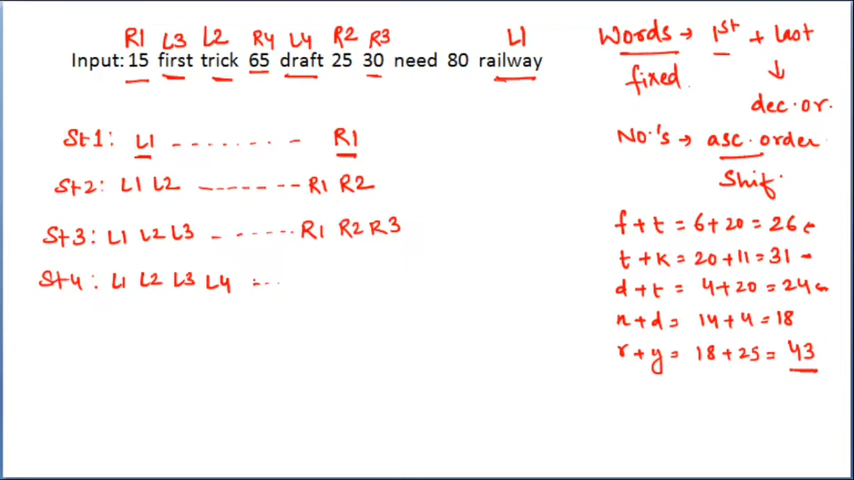 R1 L3 L2 R4 L4 R2 R3 L1
Input: 15 first trick 65 draft 25 30 need 80 railway
St1: L1 -------- R1
St2: L1 L2 ------- R1 R2
St3: L1 L2 L3 ------ R1 R2 R3
St4: L1 L2 L3 L4 ---
Words → 1st + last
fixed ↓
dec. or.
No.'s → asc. order
Shif.
f + t = 6 + 20 = 26
t + k = 20 + 11 = 31
d + t = 4 + 20 = 24
n + d = 14 + 4 = 18
r + y = 18 + 25 = 43